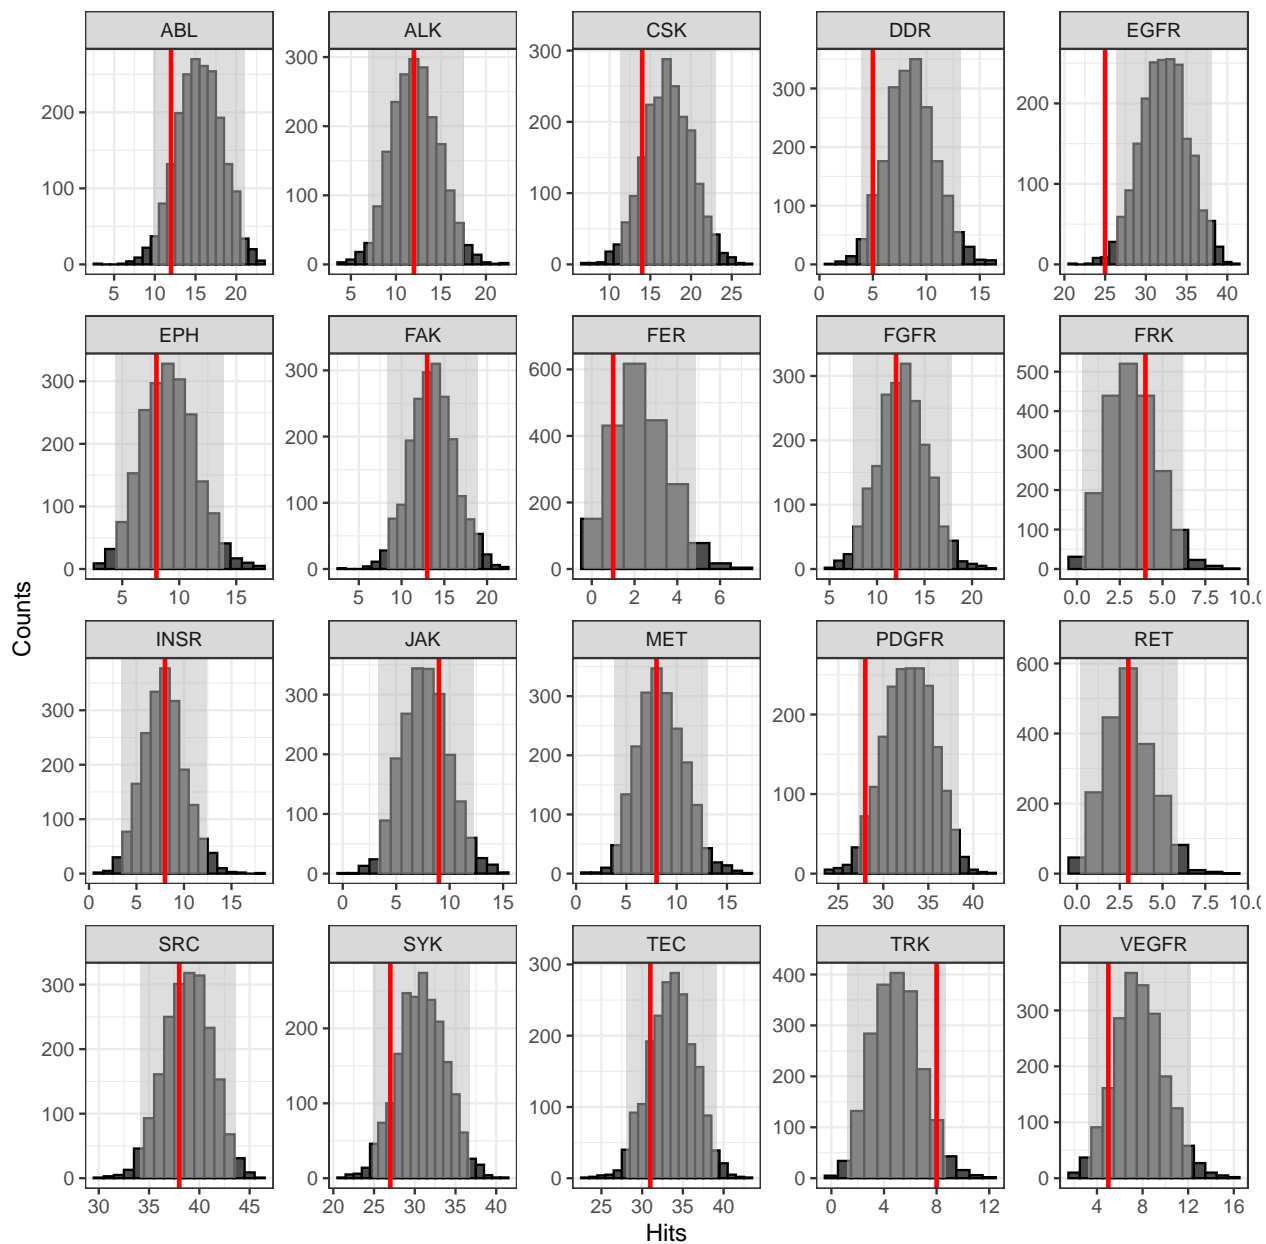 ABL ALK CSK DDR EGFR
0 100 200
5 10 15 20
0 100 200 300
5 10 15 20
0 100 200 300
10 15 20 25
0 100 200 300
0 5 10 15
0 100 200
20 25 30 35 40
EPH FAK FER FGFR FRK
0 100 200 300
5 10 15
0 100 200 300
5 10 15 20
0 200 400 600
0 2 4 6
0 100 200 300
5 10 15 20
0 100 200 300 400 500
0.0 2.5 5.0 7.5 10.0
Counts
INSR JAK MET PDGFR RET
0 100 200 300
0 5 10 15
0 100 200 300
0 5 10 15
0 100 200 300
0 5 10 15
0 100 200
25 30 35 40
0 200 400 600
0.0 2.5 5.0 7.5 10.0
SRC SYK TEC TRK VEGFR
0 100 200 300
30 35 40 45
0 100 200
20 25 30 35 40
0 100 200 300
25 30 35 40
0 100 200 300 400
0 4 8 12
0 100 200 300
4 8 12 16
Hits